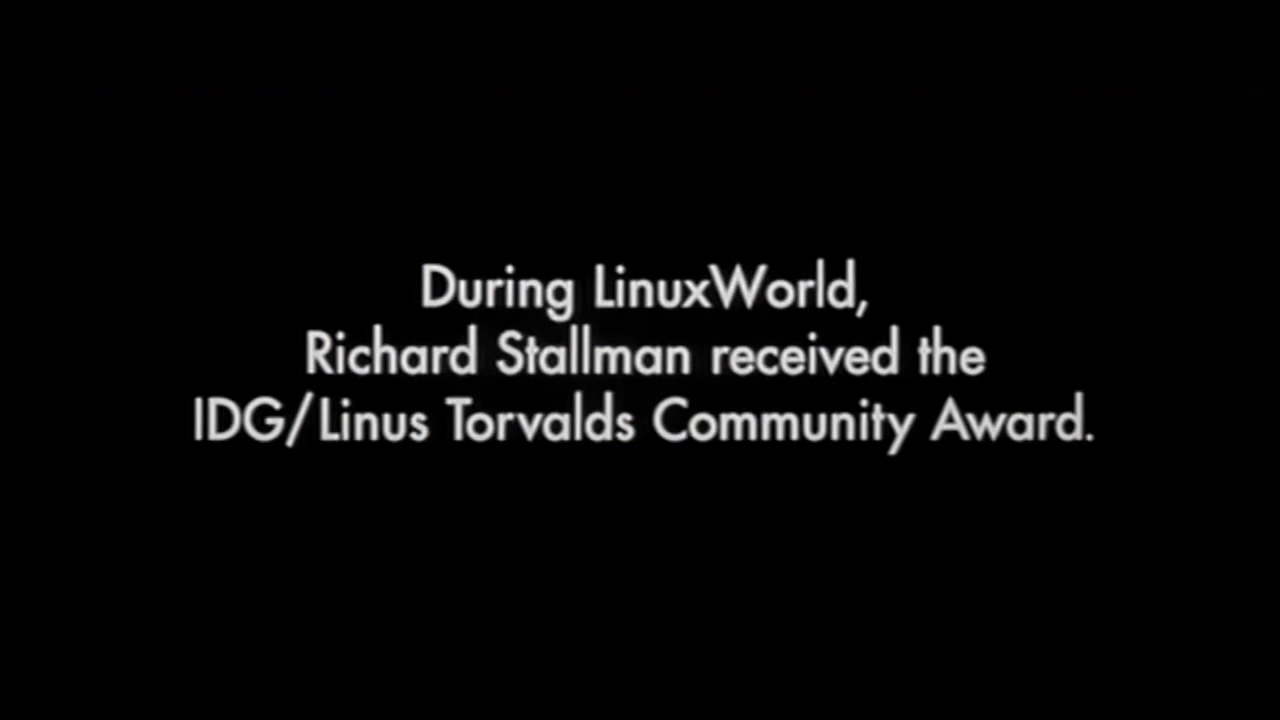 During LinuxWorld,
Richard Stallman received the
IDG/Linus Torvalds Community Award.